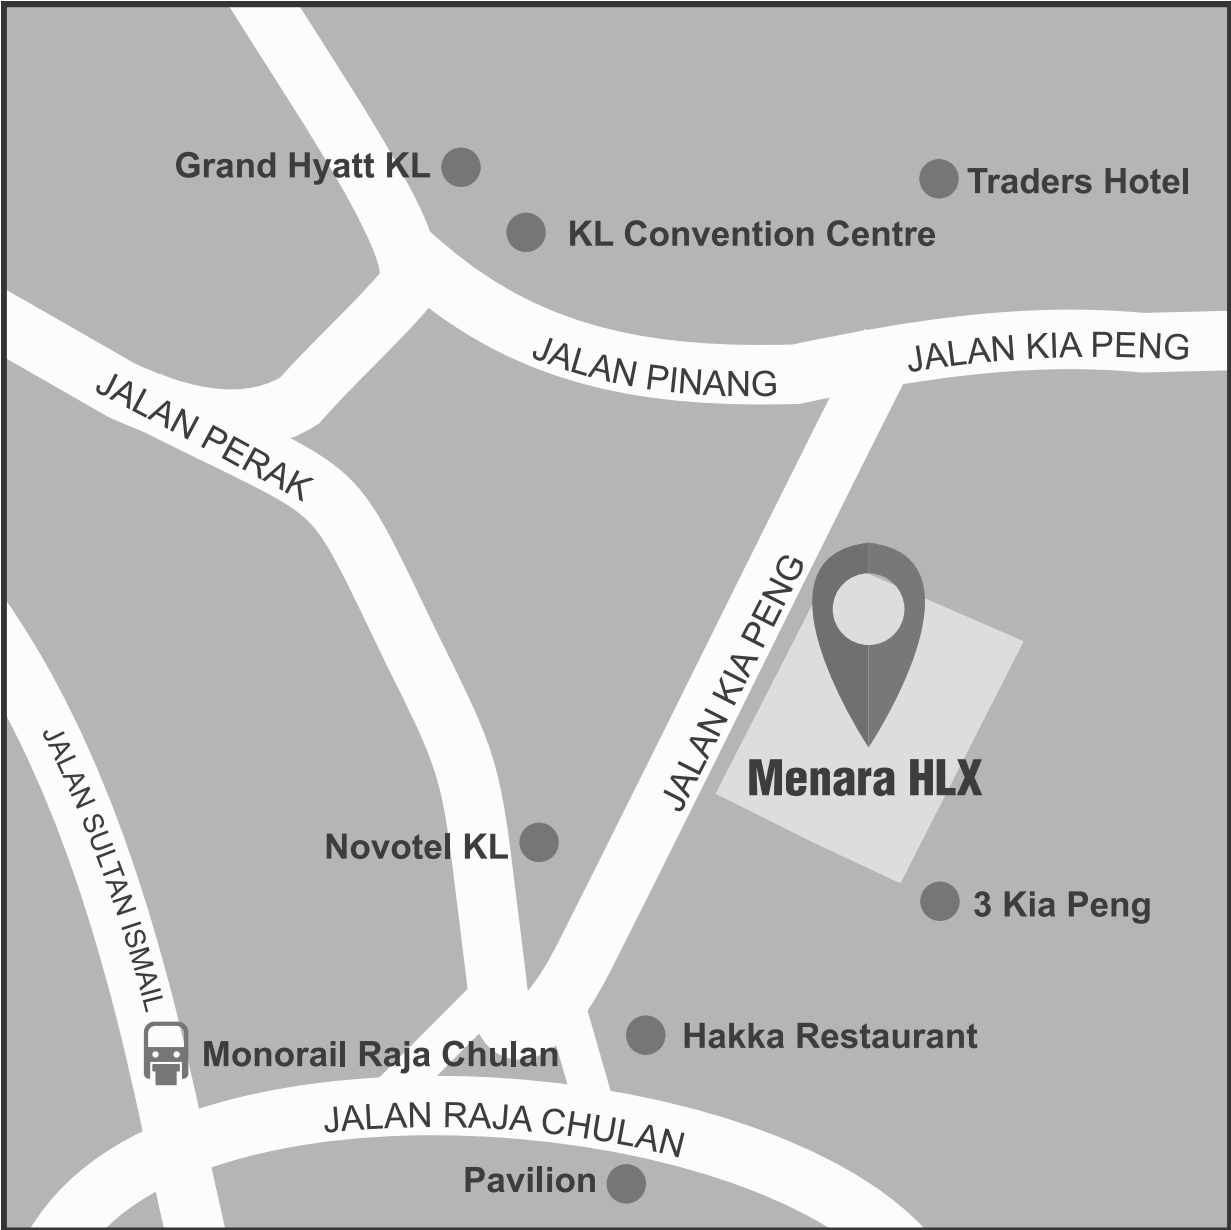 Grand Hyatt KL
Traders Hotel
KL Convention Centre
JALAN PINANG
JALAN KIA PENG
JALAN PERAK
JALAN KIA PENG
Menara HLX
JALAN SULTAN ISMAIL
Novotel KL
3 Kia Peng
Hakka Restaurant
Monorail Raja Chulan
JALAN RAJA CHULAN
Pavilion